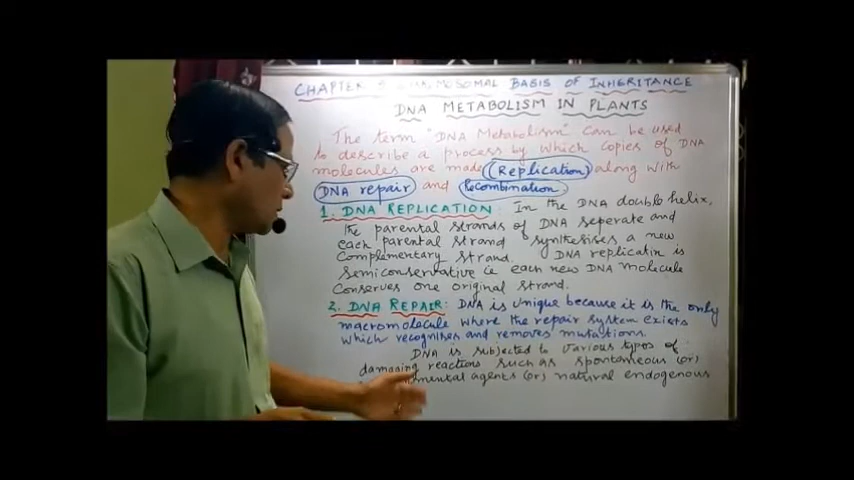 CHAPTER 3 CHROMOSOMAL BASIS OF INHERITANCE
DNA METABOLISM IN PLANTS
The term "DNA Metabolism" Can be used
to describe a process by which Copies of DNA
molecules are made (Replication) along with
DNA repair and Recombination
1. DNA REPLICATION : In the DNA double helix,
the parental strands of DNA seperate and
each parental strand synthesises a new
Complementary strand. DNA replicatin is
semiconservative ie each new DNA molecule
Conserves one original strand.
2. DNA REPAIR: DNA is unique because it is the only
macromolecule where the repair system exists
which recognises and removes mutations.
DNA is subjected to various types of
damaging reactions such as spontaneous (or)
agents (or) natural endogenous